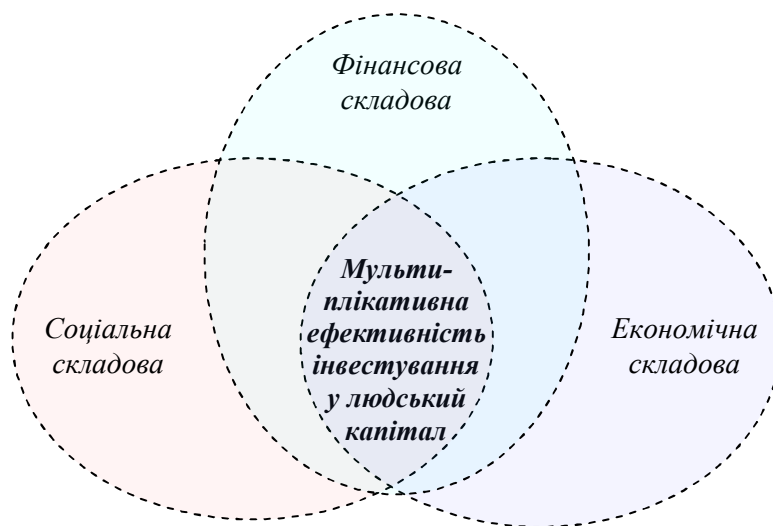 Фінансова
складова
Соціальна
складова
Мульти-
плікативна
ефективність
інвестування
у людський
капітал
Економічна
складова